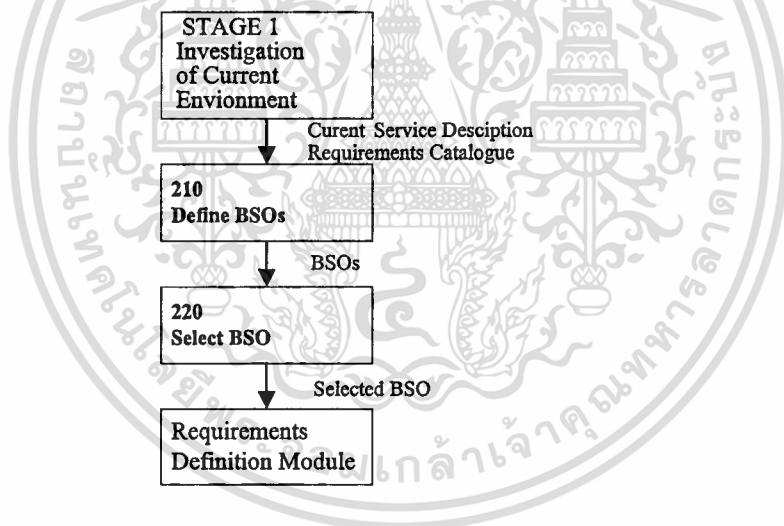 STAGE 1
Investigation
of Current
Envionment
Curent Service Desciption
Requirements Catalogue
210
Define BSOs
BSOs
220
Select BSO
Selected BSO
Requirements
Definition Module